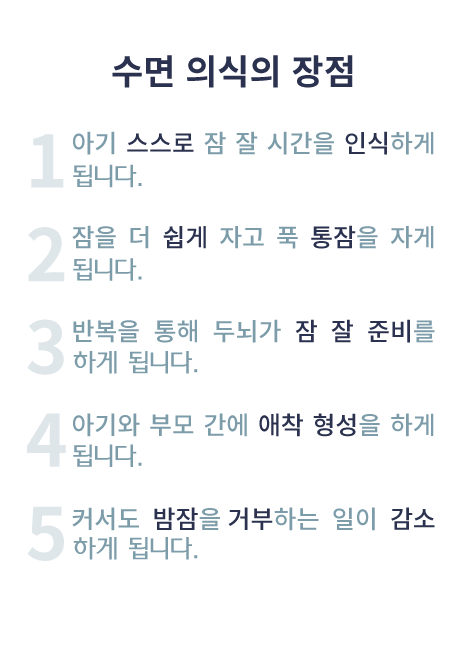 수면 의식의 장점
1 아기 스스로 잠 잘 시간을 인식하게
됩니다.
2 잠을 더 쉽게 자고 푹 통잠을 자게
됩니다.
3 반복을 통해 두뇌가 잠 잘 준비를
하게 됩니다.
4 아기와 부모 간에 애착 형성을 하게
됩니다.
5 커서도 밤잠을 거부하는 일이 감소
하게 됩니다.